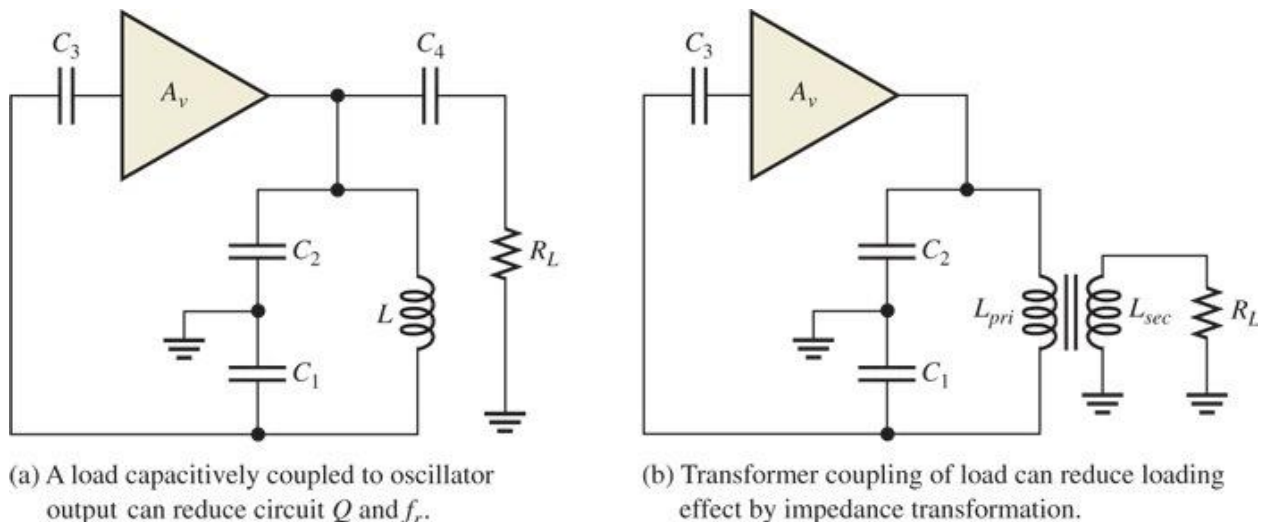 C3
Av
C4
C2
L
RL
C1
(a) A load capacitively coupled to oscillator
output can reduce circuit Q and fr.
C3
Av
C2
Lpri
Lsec
RL
C1
(b) Transformer coupling of load can reduce loading
effect by impedance transformation.